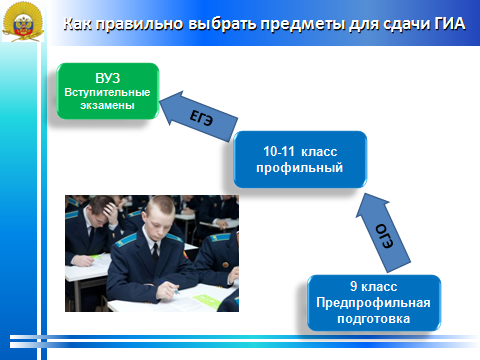 Как правильно выбрать предметы для сдачи ГИА
ВУЗ
Вступительные
экзамены
ЕГЭ
10-11 класс
профильный
ОГЭ
9 класс
Предпрофильная
подготовка